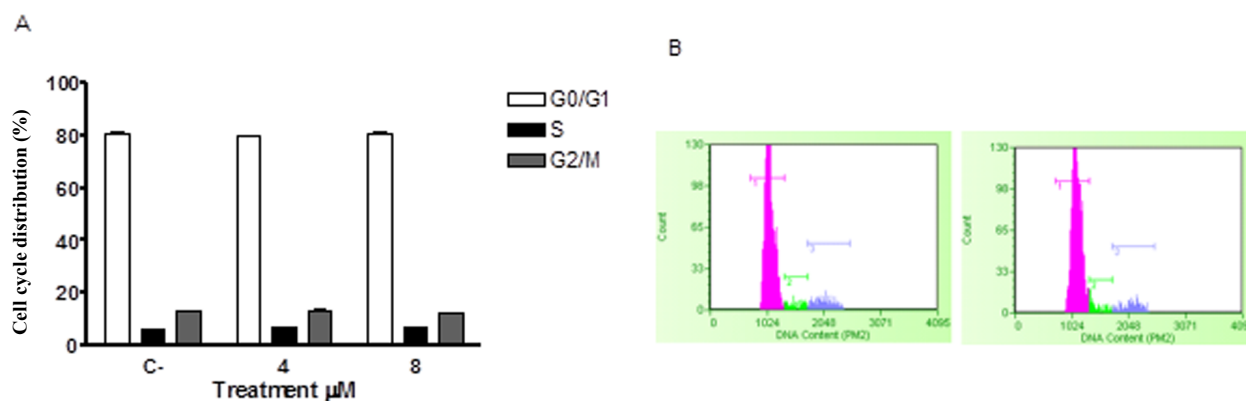 A
B
Cell cycle distribution (%)
100
80
60
40
20
0
C-
4
8
Treatment μM
G0/G1
S
G2/M
Count
130
98
65
33
0
1
2
3
0
1024
2048
3071
4095
DNA Content (PM2)
Count
130
98
65
33
0
1
2
3
0
1024
2048
3071
409
DNA Content (PM2)